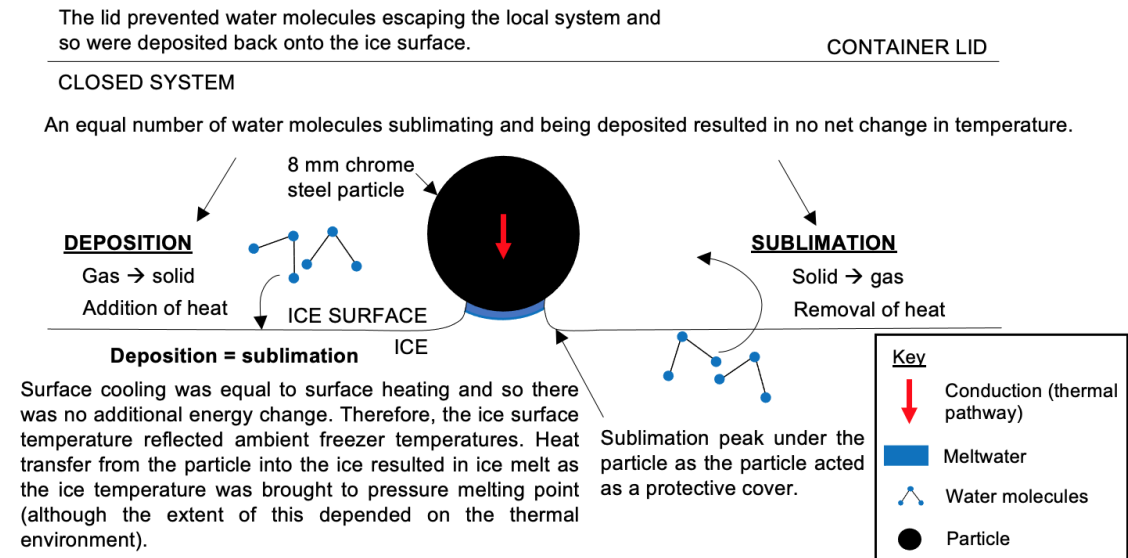 The lid prevented water molecules escaping the local system and
so were deposited back onto the ice surface.
CONTAINER LID
CLOSED SYSTEM
An equal number of water molecules sublimating and being deposited resulted in no net change in temperature.
8 mm chrome
steel particle
DEPOSITION
Gas → solid
Addition of heat
SUBLIMATION
Solid → gas
Removal of heat
ICE SURFACE
ICE
Deposition = sublimation
Surface cooling was equal to surface heating and so there
was no additional energy change. Therefore, the ice surface
temperature reflected ambient freezer temperatures. Heat
transfer from the particle into the ice resulted in ice melt as
the ice temperature was brought to pressure melting point
(although the extent of this depended on the thermal
environment).
Sublimation peak under the
particle as the particle acted
as a protective cover.
Key
Conduction (thermal
pathway)
Meltwater
Water molecules
Particle